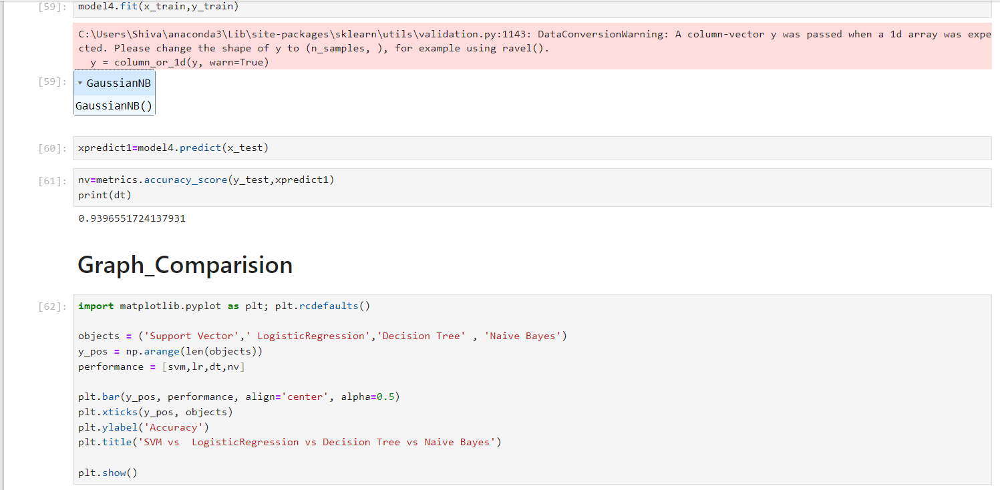 [59]: model4.fit(x_train,y_train)
C:\Users\Shiva\anaconda3\Lib\site-packages\sklearn\utils\validation.py:1143: DataConversionWarning: A column-vector y was passed when a 1d array was expe
cted. Please change the shape of y to (n_samples, ), for example using ravel().
  y = column_or_1d(y, warn=True)
[59]: ▾ GaussianNB
GaussianNB()
[60]: xpredict1=model4.predict(x_test)
[61]: nv=metrics.accuracy_score(y_test,xpredict1)
print(dt)
0.9396551724137931
Graph_Comparision
[62]: import matplotlib.pyplot as plt; plt.rcdefaults()
objects = ('Support Vector',' LogisticRegression','Decision Tree' , 'Naive Bayes')
y_pos = np.arange(len(objects))
performance = [svm,lr,dt,nv]
plt.bar(y_pos, performance, align='center', alpha=0.5)
plt.xticks(y_pos, objects)
plt.ylabel('Accuracy')
plt.title('SVM vs  LogisticRegression vs Decision Tree vs Naive Bayes')
plt.show()